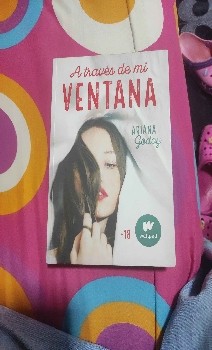 A través de mi
VENTANA
ARIANA
Godoy
-18
W
wattpad